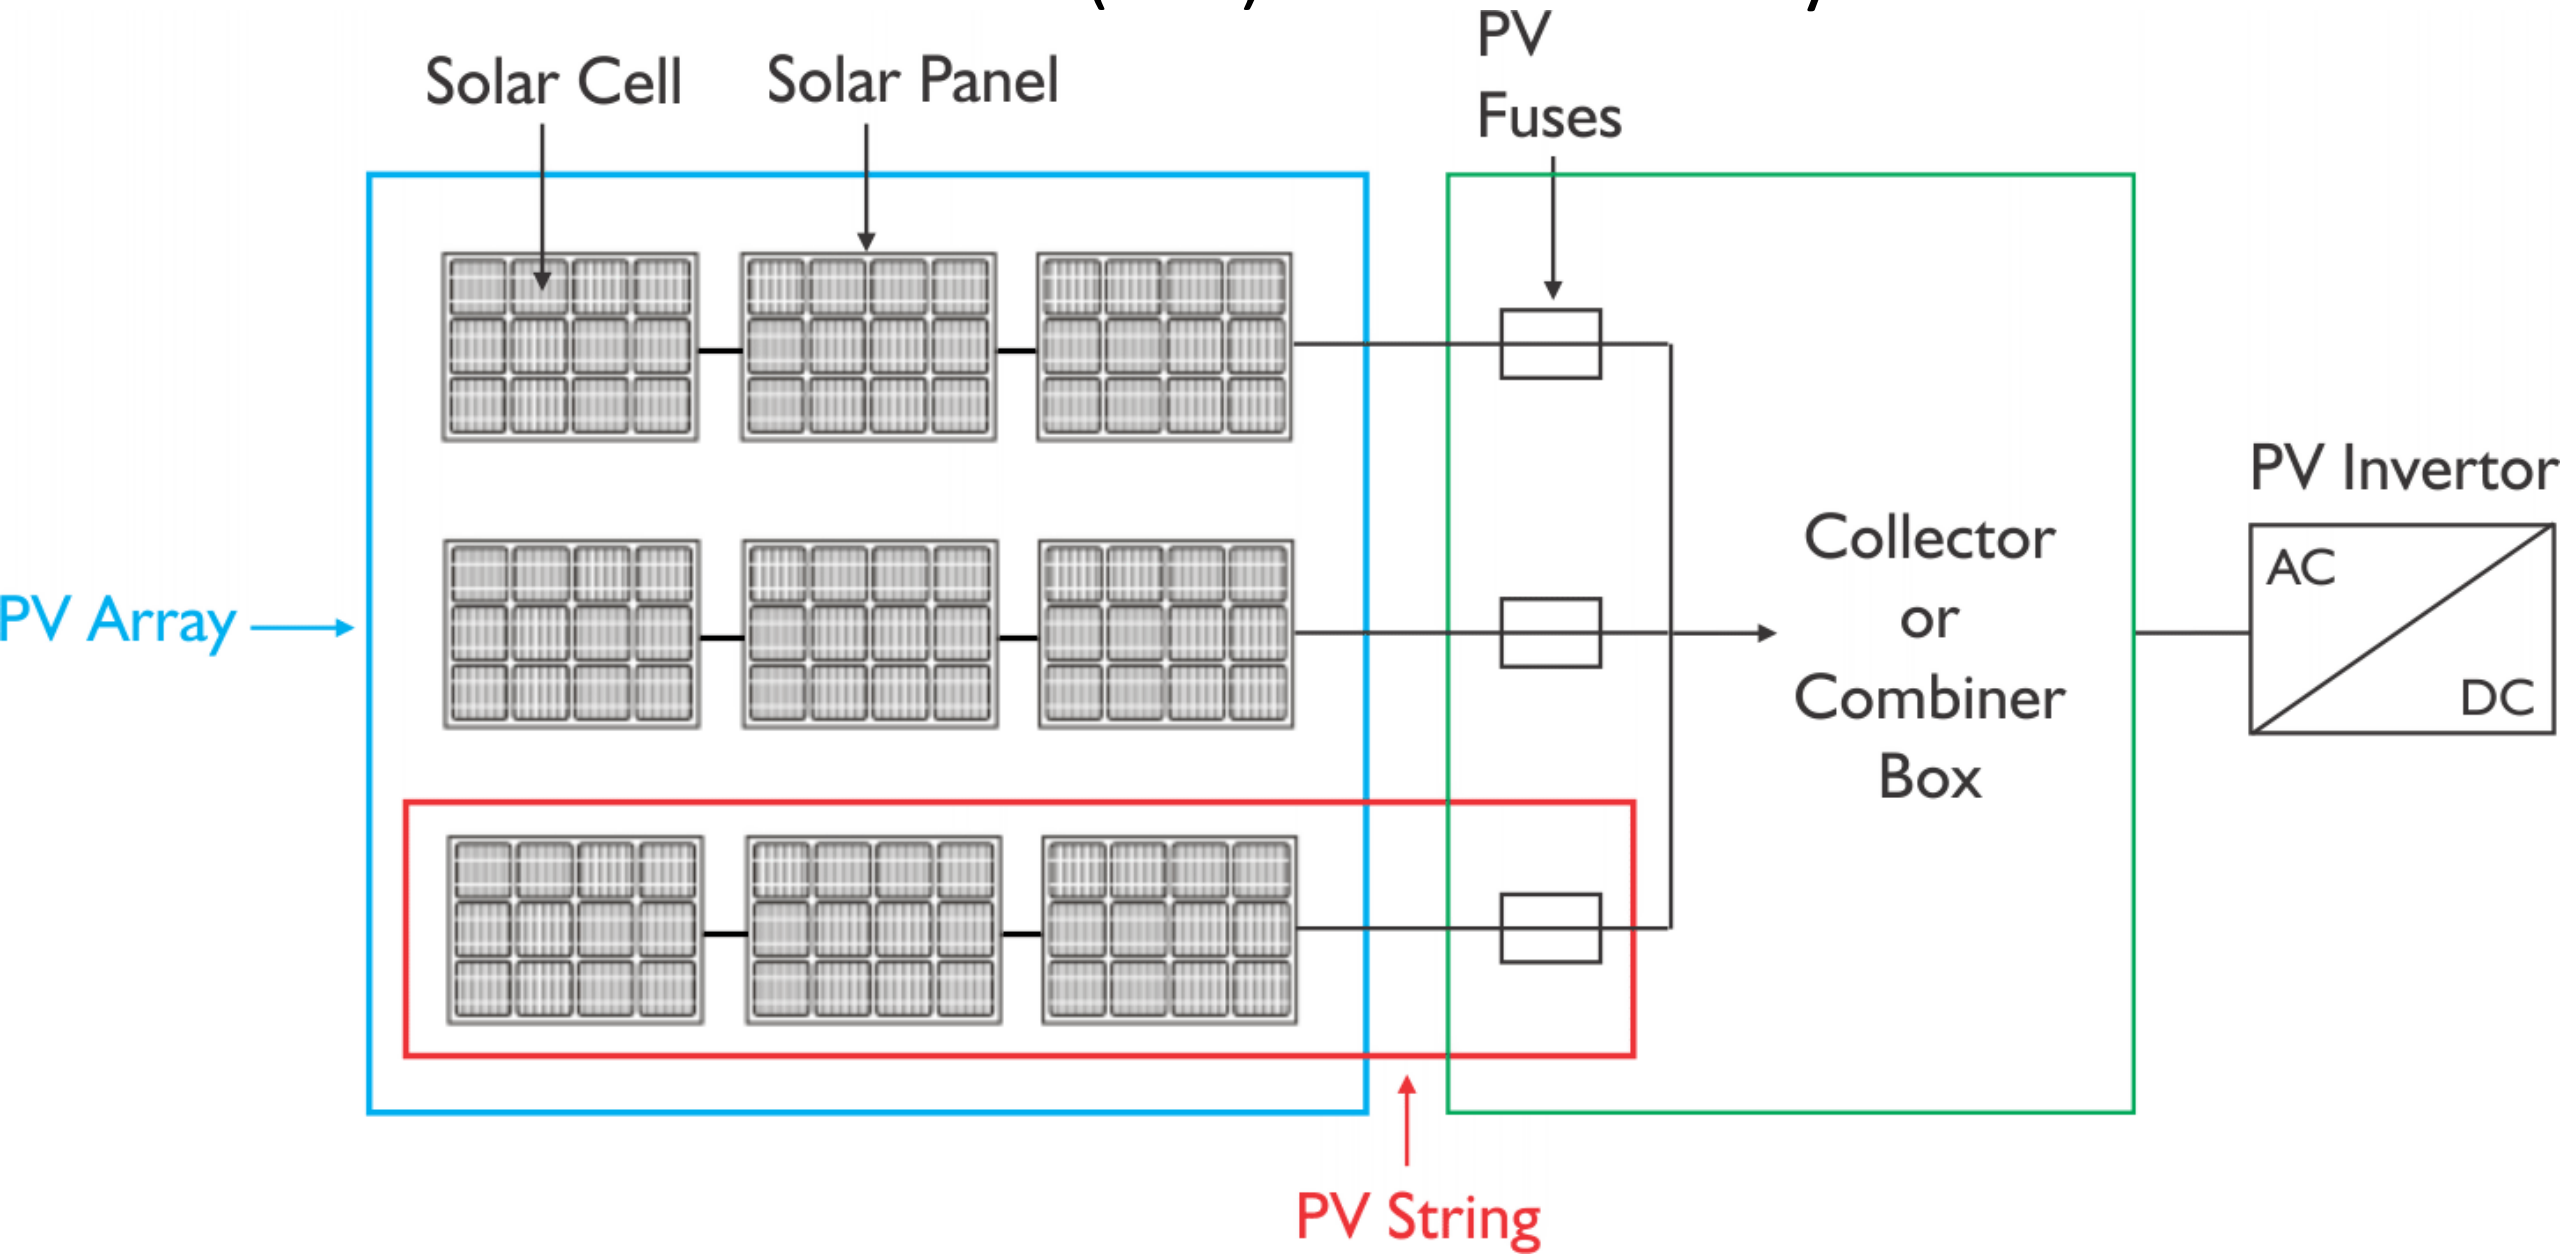 Solar Cell
Solar Panel
PV
Fuses
PV Array
Collector
or
Combiner
Box
PV Invertor
AC
DC
PV String